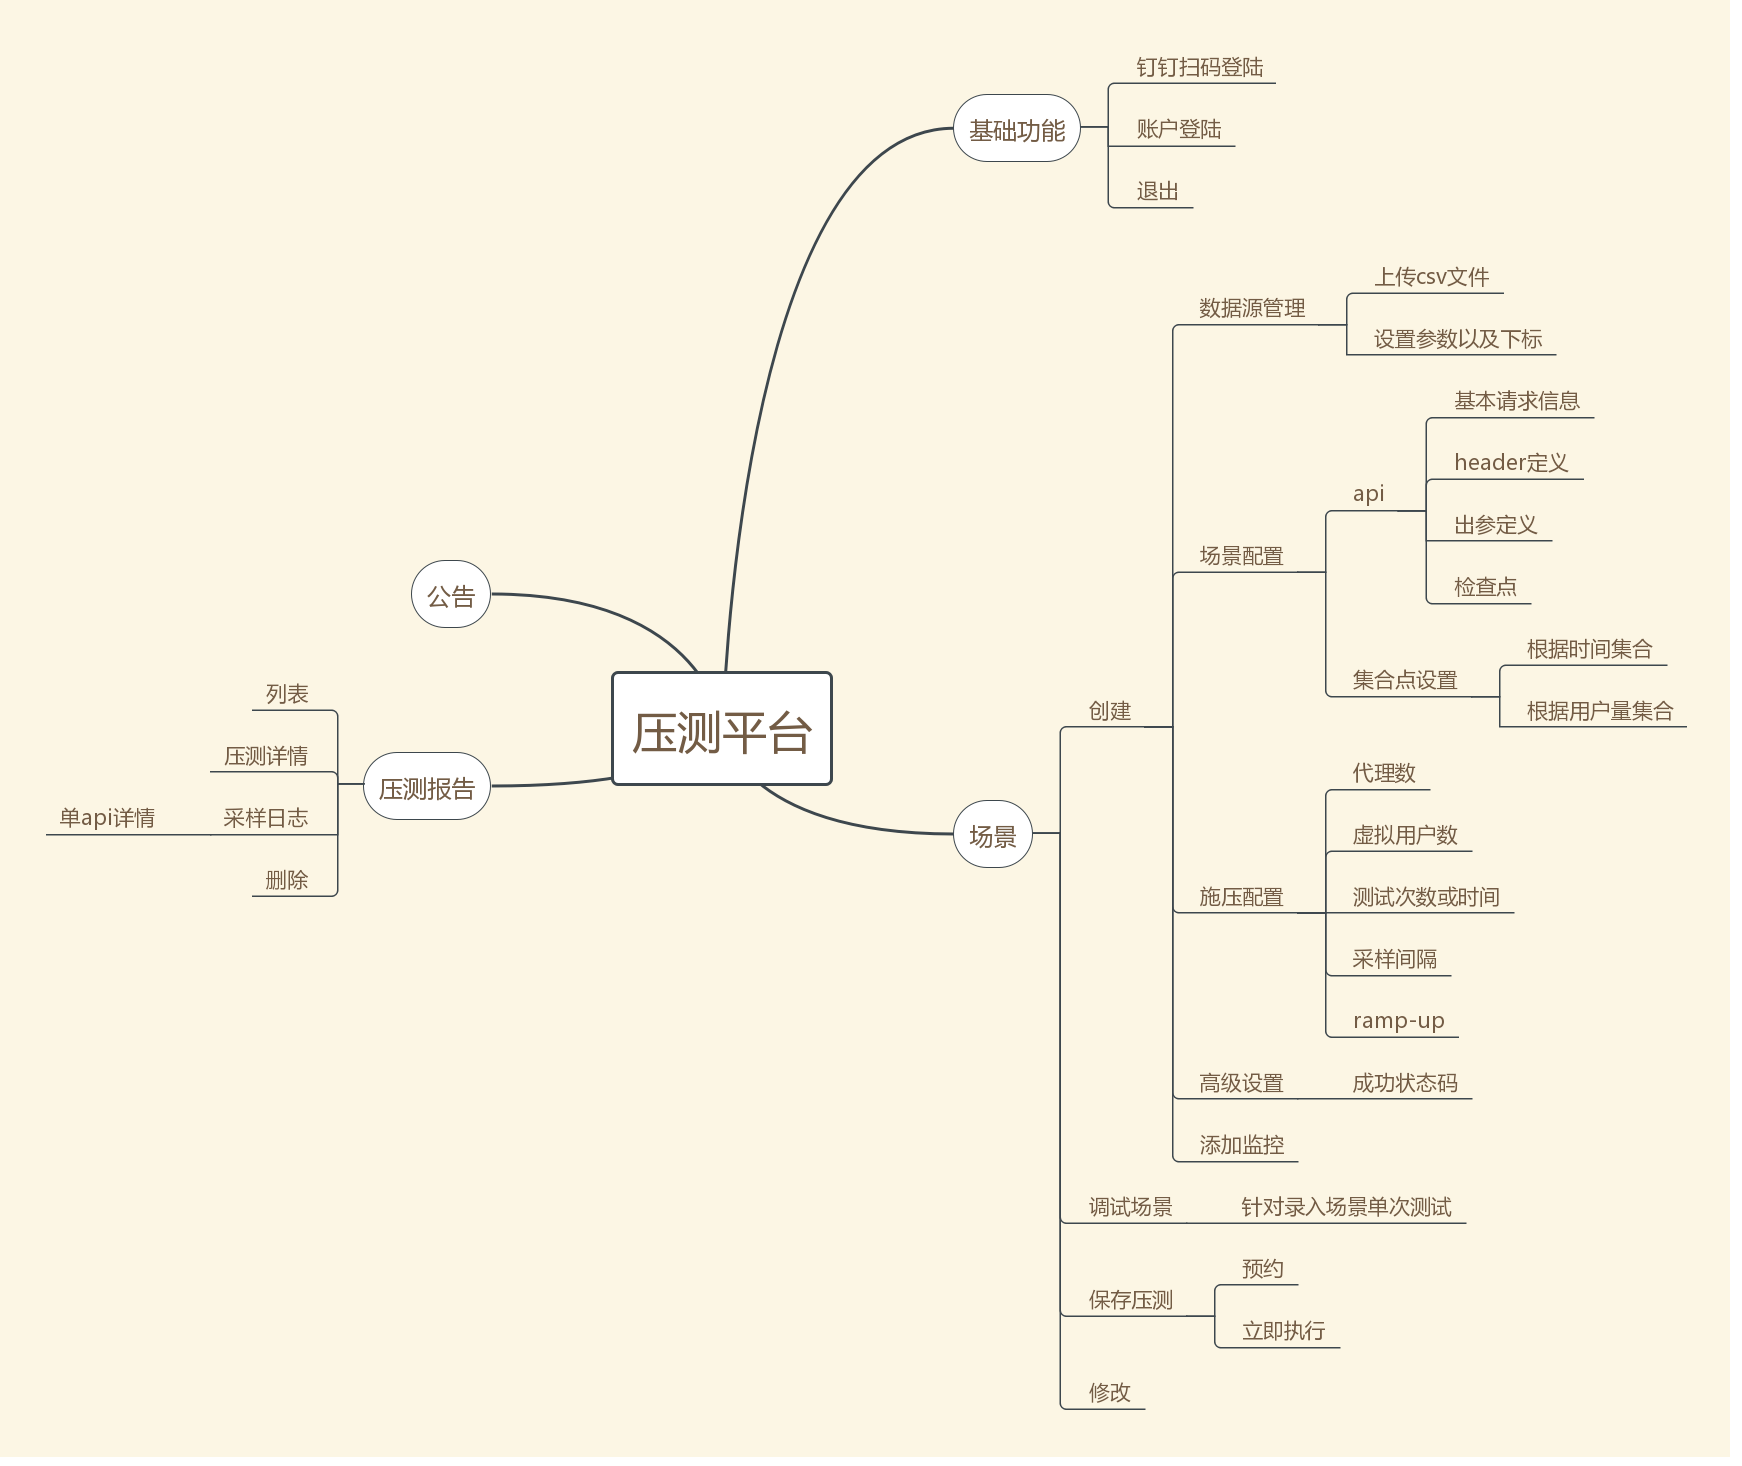 压测平台
基础功能
钉钉扫码登陆
账户登陆
退出
场景
创建
数据源管理
上传csv文件
设置参数以及下标
场景配置
api
基本请求信息
header定义
出参定义
检查点
集合点设置
根据时间集合
根据用户量集合
施压配置
代理数
虚拟用户数
测试次数或时间
采样间隔
ramp-up
高级设置
成功状态码
添加监控
调试场景
针对录入场景单次测试
保存压测
预约
立即执行
修改
公告
压测报告
列表
压测详情
采样日志
单api详情
删除